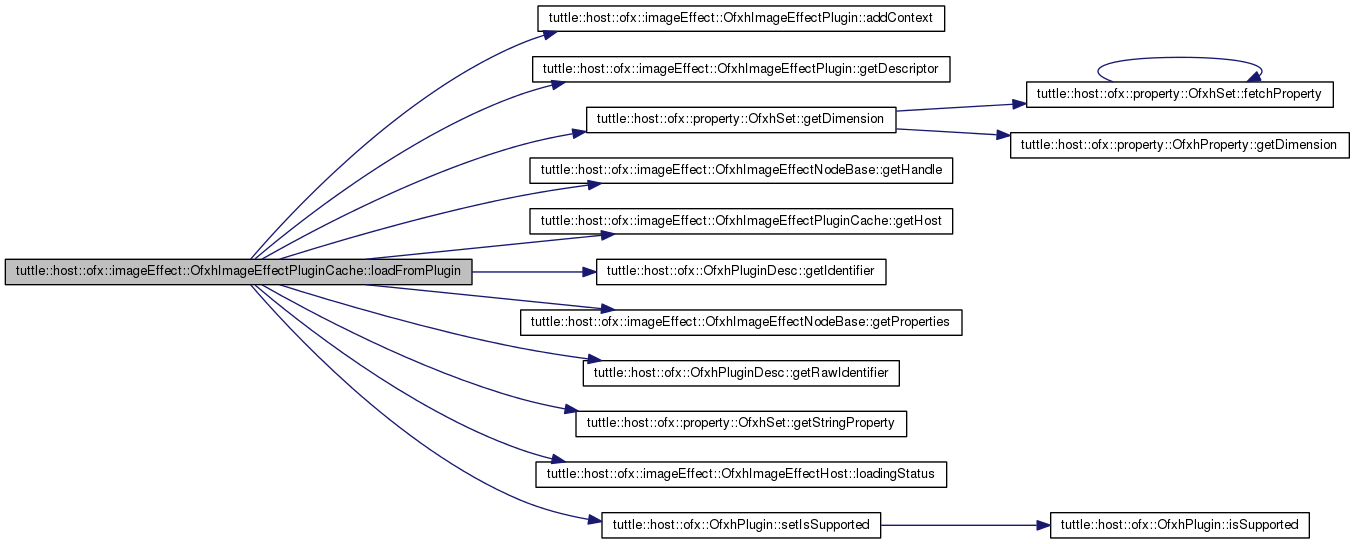 tuttle::host::ofx::imageEffect::OfxhImageEffectPlugin::addContext
tuttle::host::ofx::imageEffect::OfxhImageEffectPlugin::getDescriptor
tuttle::host::ofx::property::OfxhSet::fetchProperty
tuttle::host::ofx::property::OfxhSet::getDimension
tuttle::host::ofx::property::OfxhProperty::getDimension
tuttle::host::ofx::imageEffect::OfxhImageEffectNodeBase::getHandle
tuttle::host::ofx::imageEffect::OfxhImageEffectPluginCache::getHost
tuttle::host::ofx::imageEffect::OfxhImageEffectPluginCache::loadFromPlugin
tuttle::host::ofx::OfxhPluginDesc::getIdentifier
tuttle::host::ofx::imageEffect::OfxhImageEffectNodeBase::getProperties
tuttle::host::ofx::OfxhPluginDesc::getRawIdentifier
tuttle::host::ofx::property::OfxhSet::getStringProperty
tuttle::host::ofx::imageEffect::OfxhImageEffectHost::loadingStatus
tuttle::host::ofx::OfxhPlugin::setIsSupported
tuttle::host::ofx::OfxhPlugin::isSupported